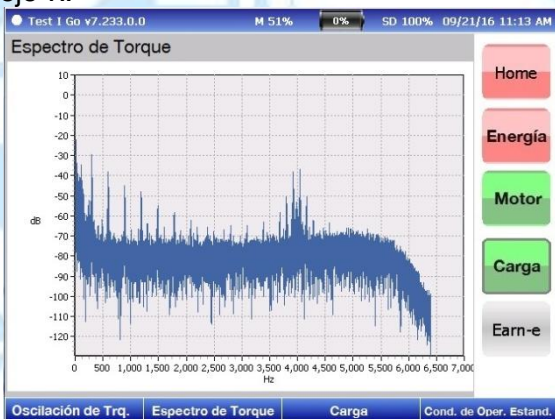 Test I Go v7.233.0.0 M 51% 0% SD 100% 09/21/16 11:13 AM
Espectro de Torque
Home
Energía
Motor
Carga
Earn-e
10
0
-10
-20
-30
-40
-50
-60
-70
-80
-90
-100
-110
-120
dB
0 500 1,000 1,500 2,000 2,500 3,000 3,500 4,000 4,500 5,000 5,500 6,000 6,500 7,000
Hz
Oscilación de Trq. Espectro de Torque Carga Cond. de Oper. Estand.